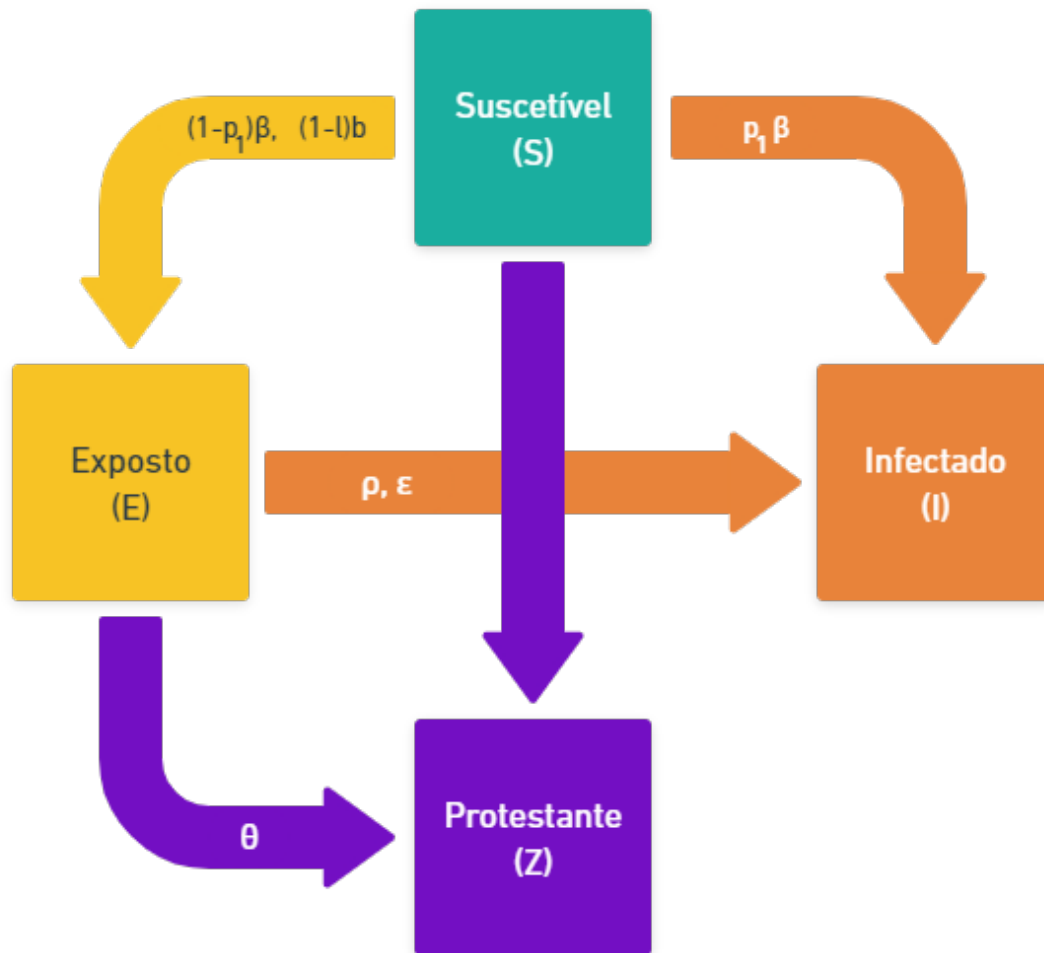 Suscetível
(S)
(1-p₁)β, (1-l)b
p₁ β
Exposto
(E)
ρ, ε
Infectado
(I)
Protestante
(Z)
θ